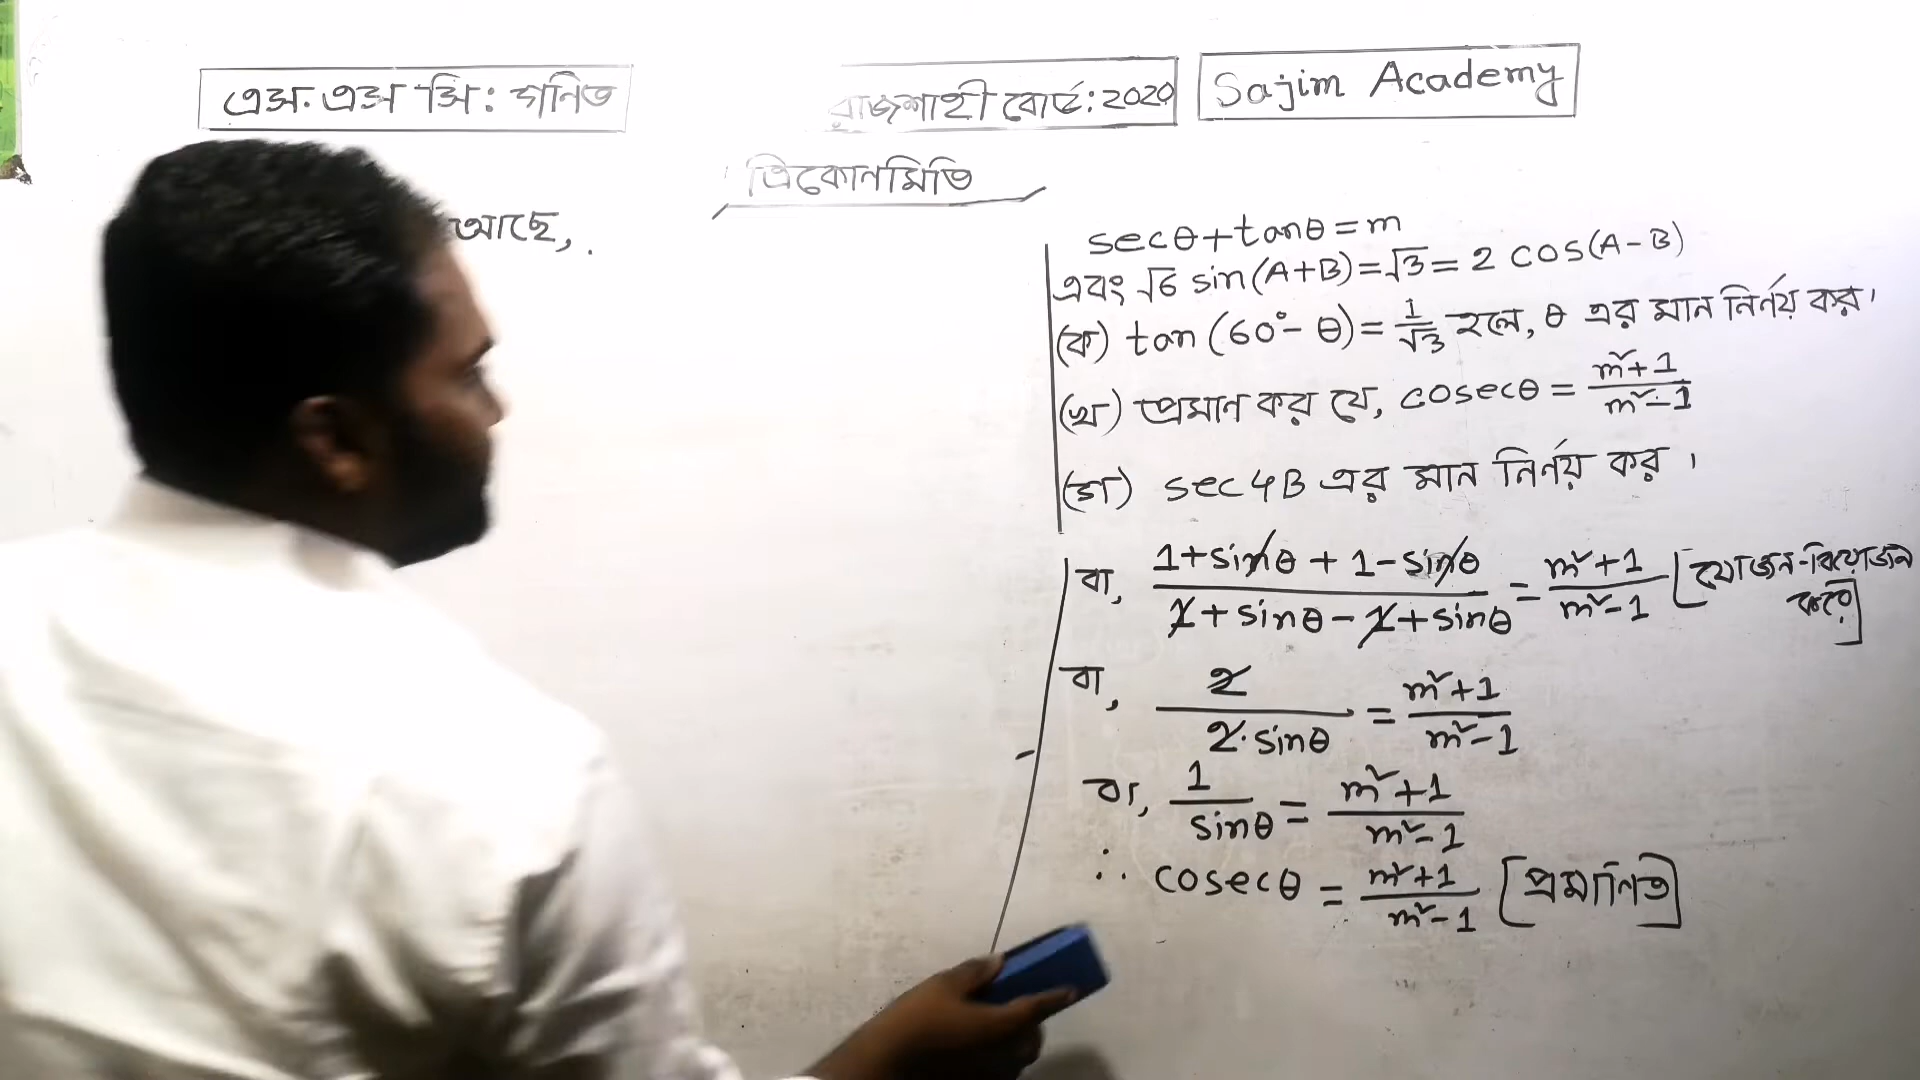 এস.এস সি: গনিত
রাজশাহী বোর্ড: 2020
Sajim Academy
ত্রিকোনমিতি
আছে,
secθ+tanθ=m
এবং √6 sin(A+B)=√3=2 cos(A-B)
(ক) tan(60°-θ)=1/√3 হলে, θ এর মান নির্ণয় কর।
(খ) প্রমান কর যে, cosecθ = (m²+1)/(m²-1)
(গ) sec4B এর মান নির্ণয় কর।
বা, (1+sinθ+1-sinθ)/(1+sinθ-1+sinθ) = (m²+1)/(m²-1) [যোজন-বিয়োজন করে]
বা, 2/(2·sinθ) = (m²+1)/(m²-1)
বা, 1/sinθ = (m²+1)/(m²-1)
∴ cosecθ = (m²+1)/(m²-1) [প্রমানিত]